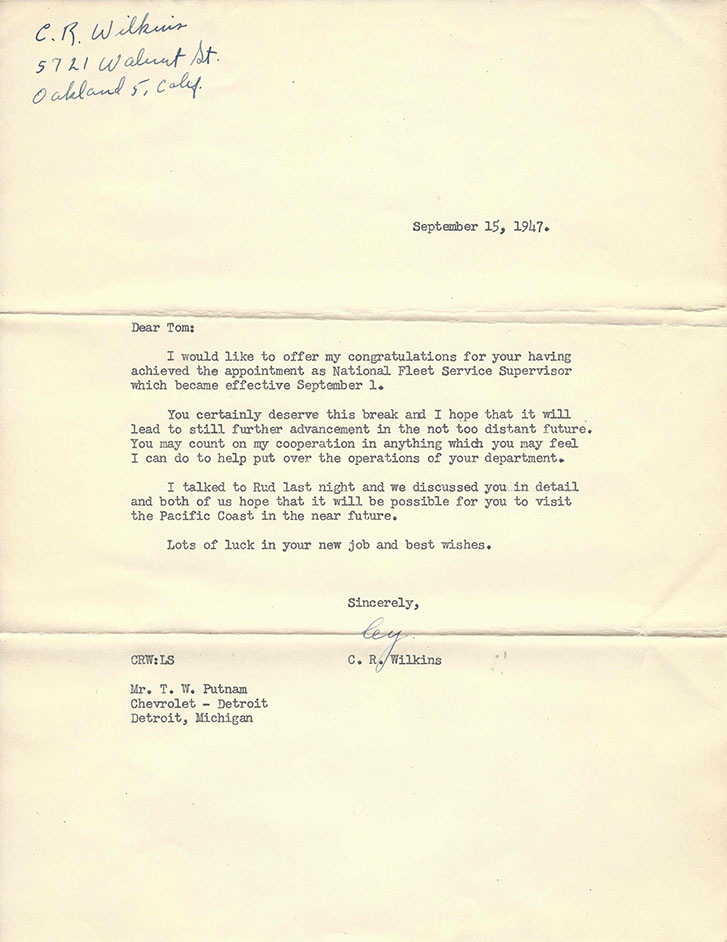 C. R. Wilkins
5721 Walnut St.
Oakland 5, Calif.
September 15, 1947.
Dear Tom:
I would like to offer my congratulations for your having
achieved the appointment as National Fleet Service Supervisor
which became effective September 1.
You certainly deserve this break and I hope that it will
lead to still further advancement in the not too distant future.
You may count on my cooperation in anything which you may feel
I can do to help put over the operations of your department.
I talked to Rud last night and we discussed you in detail
and both of us hope that it will be possible for you to visit
the Pacific Coast in the near future.
Lots of luck in your new job and best wishes.
Sincerely,
CRW:LS C. R. Wilkins
Mr. T. W. Putnam
Chevrolet - Detroit
Detroit, Michigan